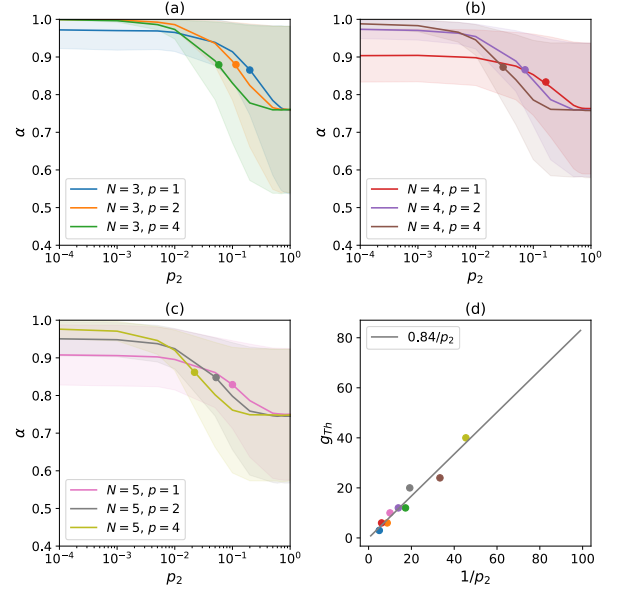 (a)
1.0
0.9
0.8
0.7
0.6
0.5
0.4
α
N = 3, p = 1
N = 3, p = 2
N = 3, p = 4
10⁻⁴ 10⁻³ 10⁻² 10⁻¹ 10⁰
p₂
(b)
1.0
0.9
0.8
0.7
0.6
0.5
0.4
α
N = 4, p = 1
N = 4, p = 2
N = 4, p = 4
10⁻⁴ 10⁻³ 10⁻² 10⁻¹ 10⁰
p₂
(c)
1.0
0.9
0.8
0.7
0.6
0.5
0.4
α
N = 5, p = 1
N = 5, p = 2
N = 5, p = 4
10⁻⁴ 10⁻³ 10⁻² 10⁻¹ 10⁰
p₂
(d)
0.84/p₂
80
60
40
20
0
g_Th
0 20 40 60 80 100
1/p₂